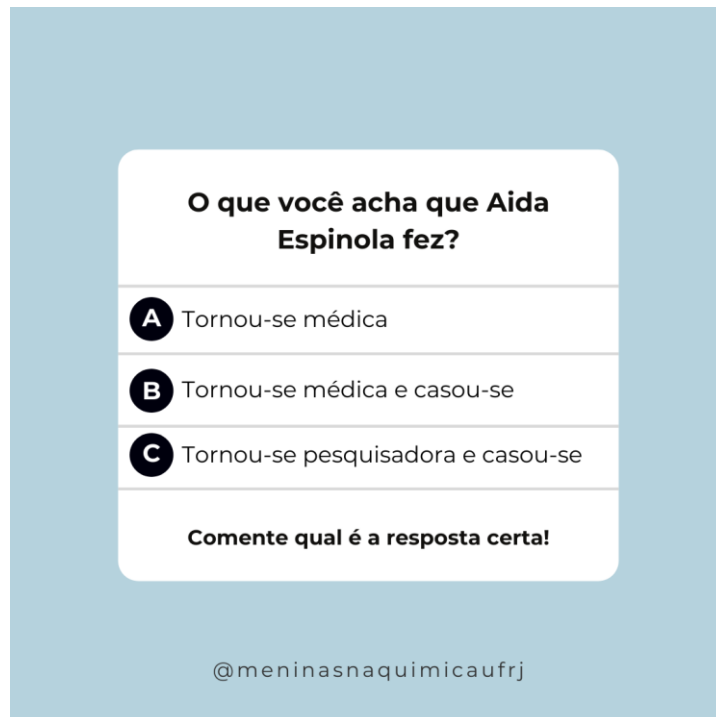 O que você acha que Aida
Espinola fez?
A Tornou-se médica
B Tornou-se médica e casou-se
C Tornou-se pesquisadora e casou-se
Comente qual é a resposta certa!
@meninasnaquimicaufrj